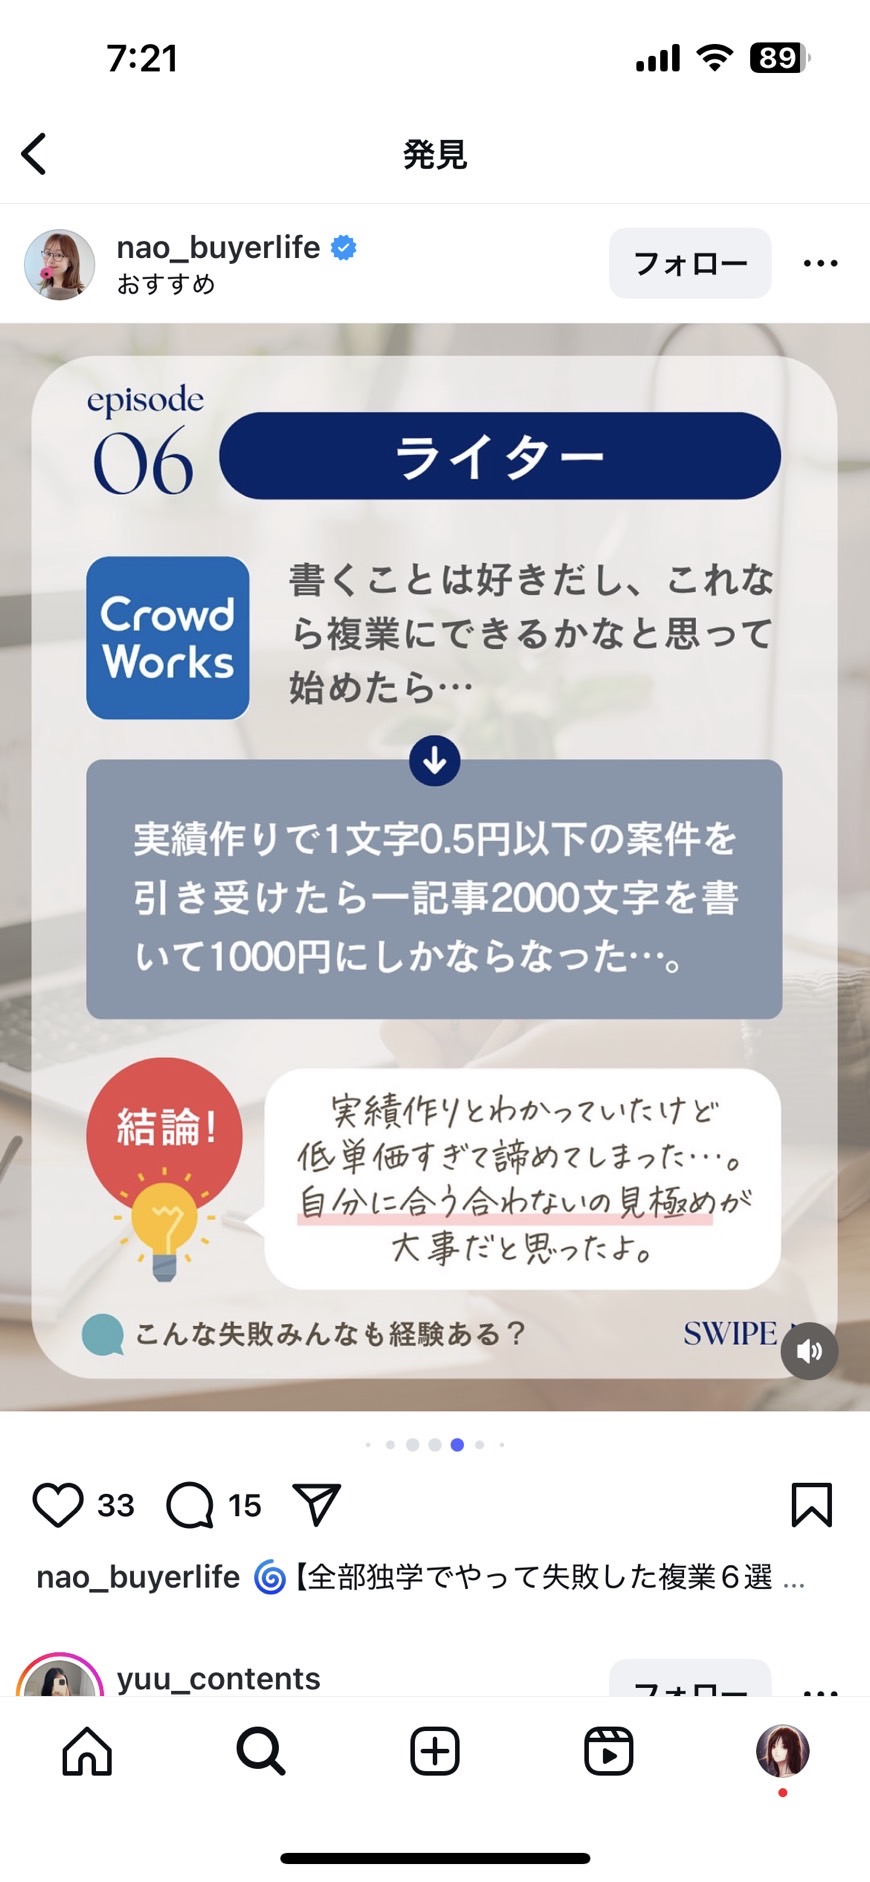 7:21
89
発見
nao_buyerlife
おすすめ
フォロー
episode
06
ライター
Crowd
Works
書くことは好きだし、これな
ら複業にできるかなと思って
始めたら…
実績作りで1文字0.5円以下の案件を
引き受けたら一記事2000文字を書
いて1000円にしかならなった…。
結論!
実績作りとわかっていたけど
低単価すぎて諦めてしまった…。
自分に合う合わないの見極めが
大事だと思ったよ。
こんな失敗みんなも経験ある？
SWIPE
33
15
nao_buyerlife 🌀【全部独学でやって失敗した複業６選 ...
yuu_contents
フォロー